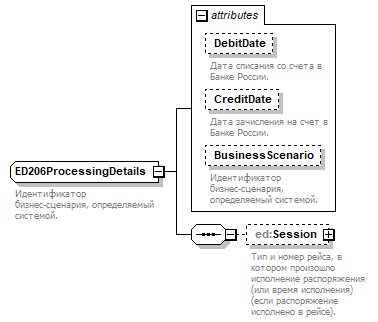 attributes
DebitDate
Дата списания со счета в
Банке России.
CreditDate
Дата зачисления на счет в
Банке России.
BusinessScenario
Идентификатор
бизнес-сценария,
определяемый системой.
ED206ProcessingDetails
Идентификатор
бизнес-сценария, определяемый
системой.
ed:Session
Тип и номер рейса, в
котором произошло
исполнение распоряжения
(или время исполнения)
(если распоряжение
исполнено в рейсе).